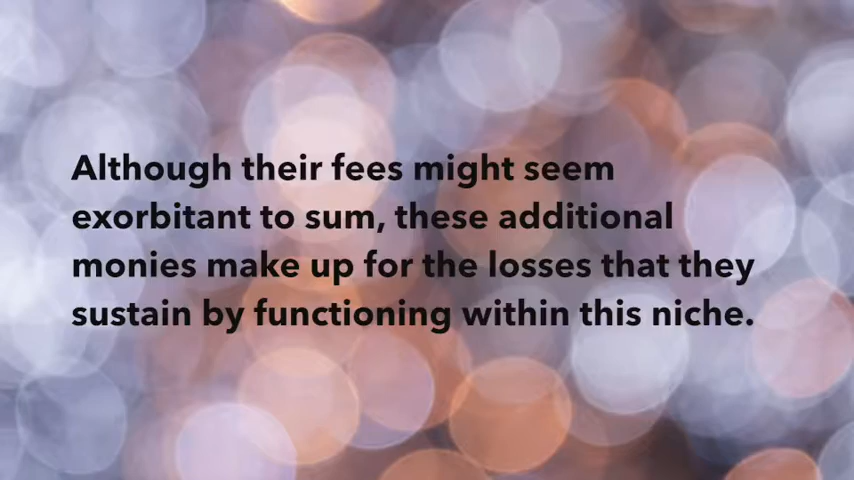 Although their fees might seem
exorbitant to sum, these additional
monies make up for the losses that they
sustain by functioning within this niche.